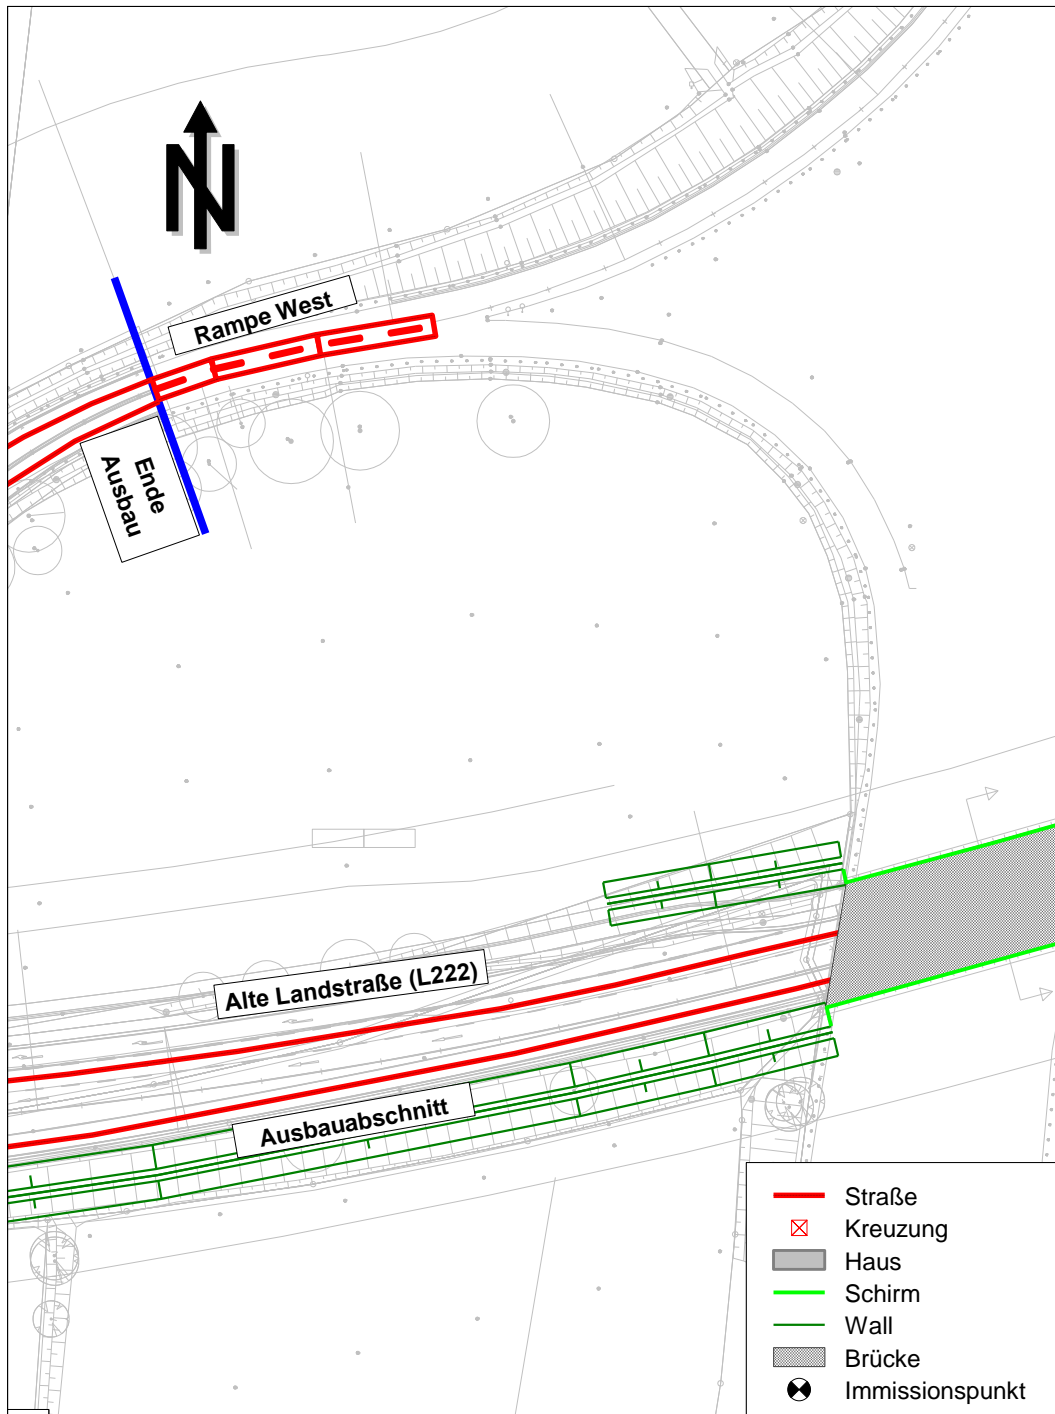 N
Rampe West
Ende
Ausbau
Alte Landstraße (L222)
Ausbauabschnitt
Straße
Kreuzung
Haus
Schirm
Wall
Brücke
Immissionspunkt